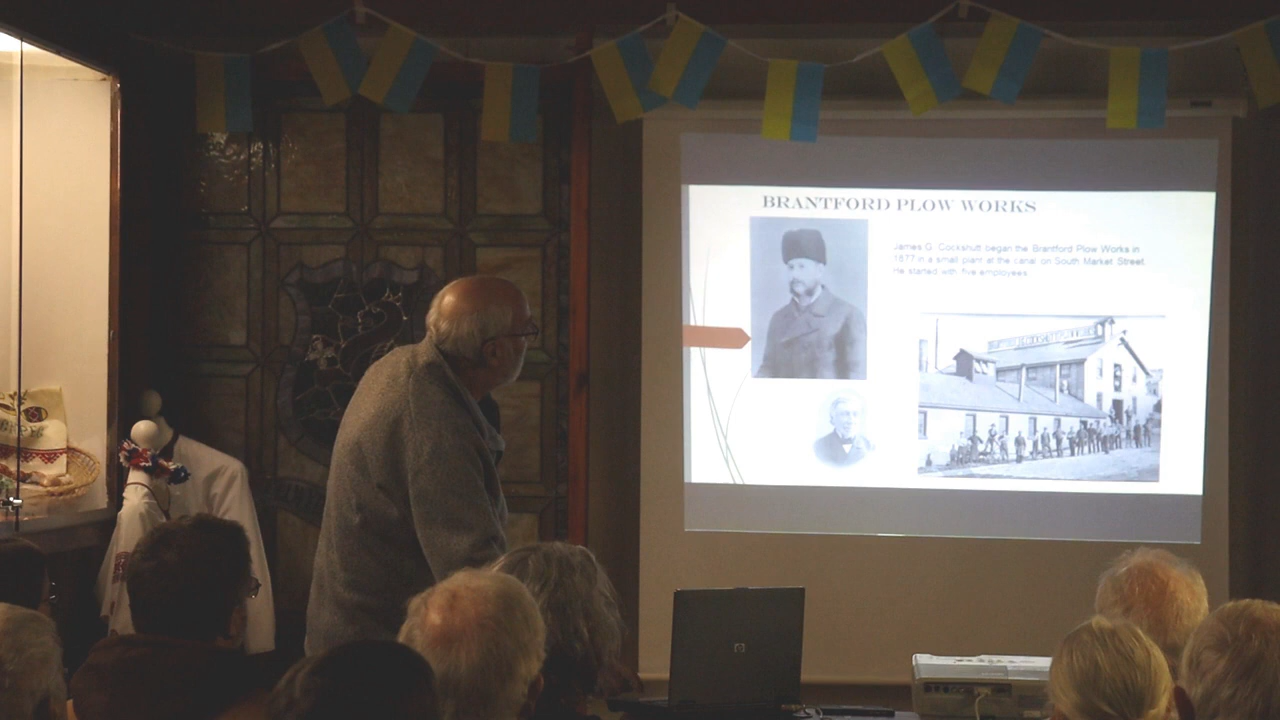 BRANTFORD PLOW WORKS
James G. Cockshutt began the Brantford Plow Works in
1877 in a small plant at the canal on South Market Street.
He started with five employees.
hp